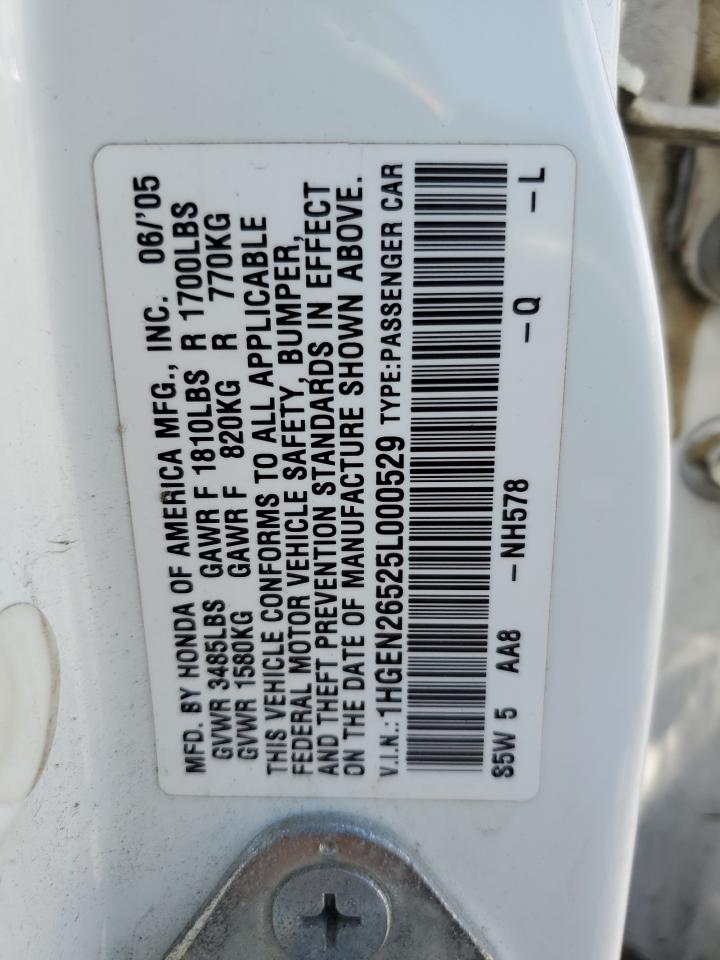 MFD. BY HONDA OF AMERICA MFG., INC. 06/'05
GVWR 3485LBS GAWR F 1810LBS R 1700LBS
GVWR 1580KG GAWR F 820KG R 770KG
THIS VEHICLE CONFORMS TO ALL APPLICABLE
FEDERAL MOTOR VEHICLE SAFETY, BUMPER,
AND THEFT PREVENTION STANDARDS IN EFFECT
ON THE DATE OF MANUFACTURE SHOWN ABOVE.
V.I.N.: 1HGEN26525L000529 TYPE:PASSENGER CAR
S5W 5 AA8 -NH578 -Q -L